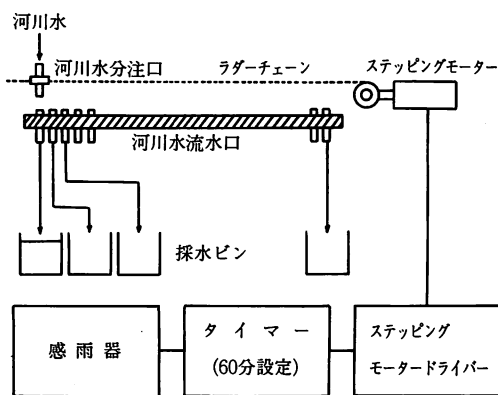 河川水
河川水分注口
ラダーチェーン
ステッピングモーター
河川水流水口
採水ビン
感雨器
タイマー
(60分設定)
ステッピング
モータードライバー